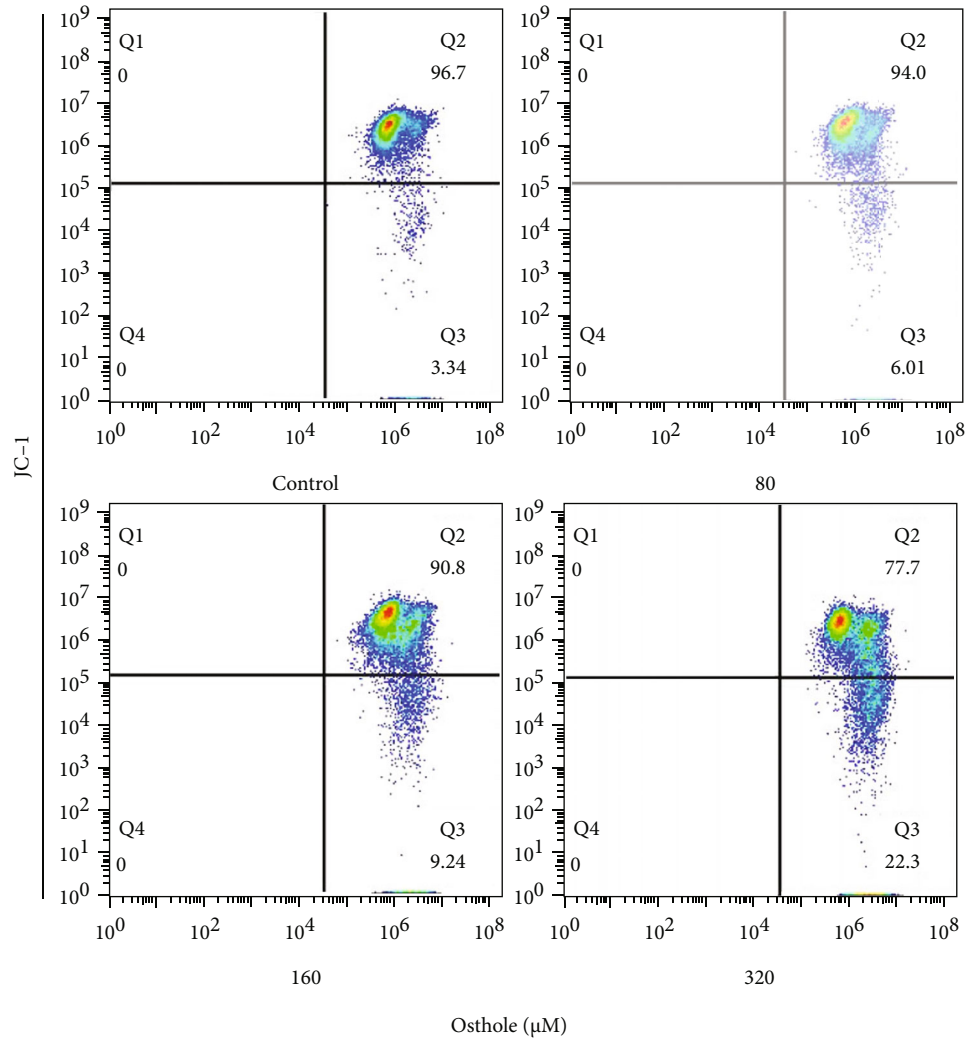 10⁹
10⁸
10⁷
10⁶
10⁵
10⁴
10³
10²
10¹
10⁰
Q1
0
Q2
96.7
Q4
0
Q3
3.34
10⁰ 10² 10⁴ 10⁶ 10⁸
Control
10⁹
10⁸
10⁷
10⁶
10⁵
10⁴
10³
10²
10¹
10⁰
Q1
0
Q2
94.0
Q4
0
Q3
6.01
10⁰ 10² 10⁴ 10⁶ 10⁸
80
JC–1
10⁹
10⁸
10⁷
10⁶
10⁵
10⁴
10³
10²
10¹
10⁰
Q1
0
Q2
90.8
Q4
0
Q3
9.24
10⁰ 10² 10⁴ 10⁶ 10⁸
160
10⁹
10⁸
10⁷
10⁶
10⁵
10⁴
10³
10²
10¹
10⁰
Q1
0
Q2
77.7
Q4
0
Q3
22.3
10⁰ 10² 10⁴ 10⁶ 10⁸
320
Osthole (μM)